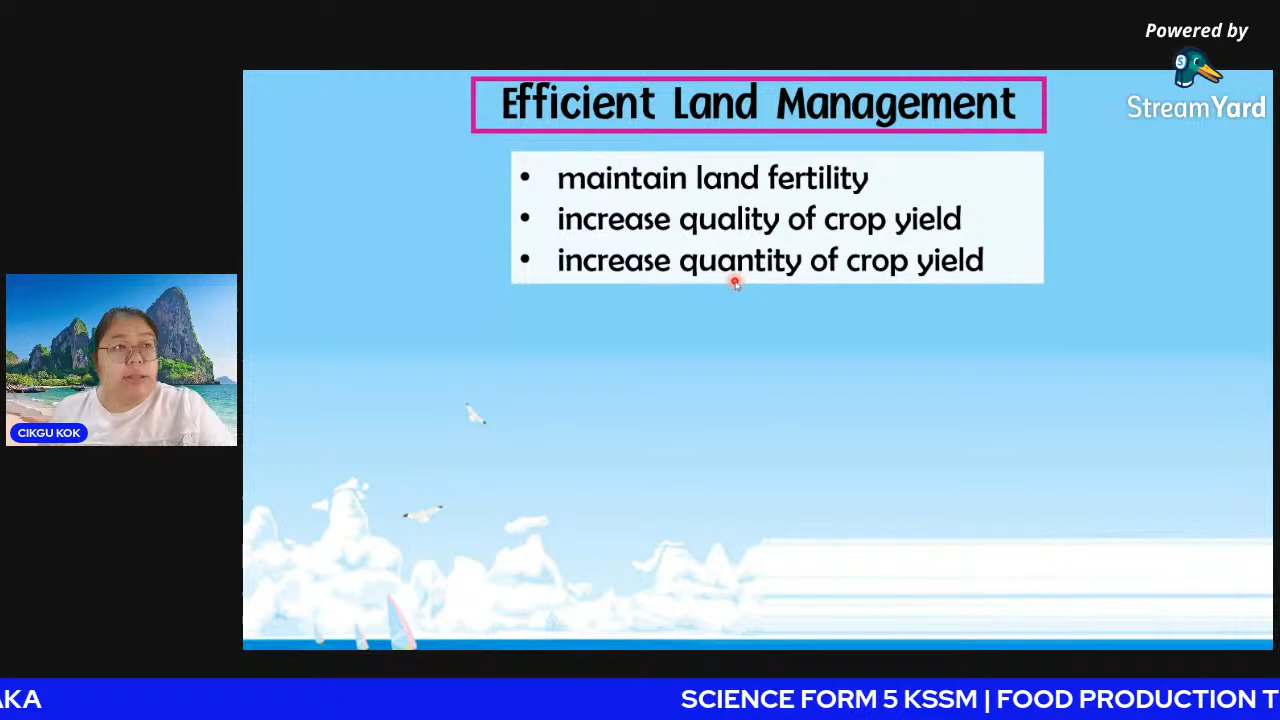 Powered by
StreamYard
Efficient Land Management
• maintain land fertility
• increase quality of crop yield
• increase quantity of crop yield
CIKGU KOK
AKA
SCIENCE FORM 5 KSSM | FOOD PRODUCTION T